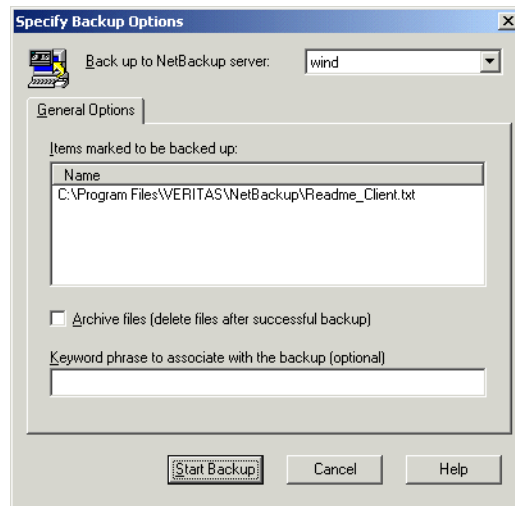 Specify Backup Options
Back up to NetBackup server: wind
General Options
Items marked to be backed up:
Name
C:\Program Files\VERITAS\NetBackup\Readme_Client.txt
Archive files (delete files after successful backup)
Keyword phrase to associate with the backup (optional)
Start Backup Cancel Help